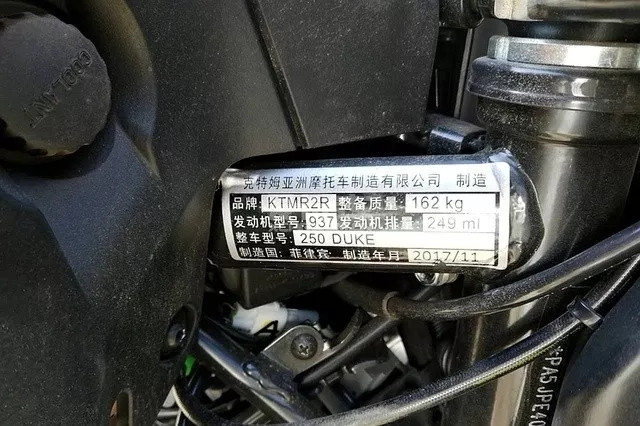 COOLANT
克特姆亚洲摩托车制造有限公司 制造
品牌: KTMR2R 整备质量: 162 kg
发动机型号: 937 发动机排量: 249 ml
整车型号: 250 DUKE
制造国: 菲律宾 制造年月 2017/11
*PA5JPE40